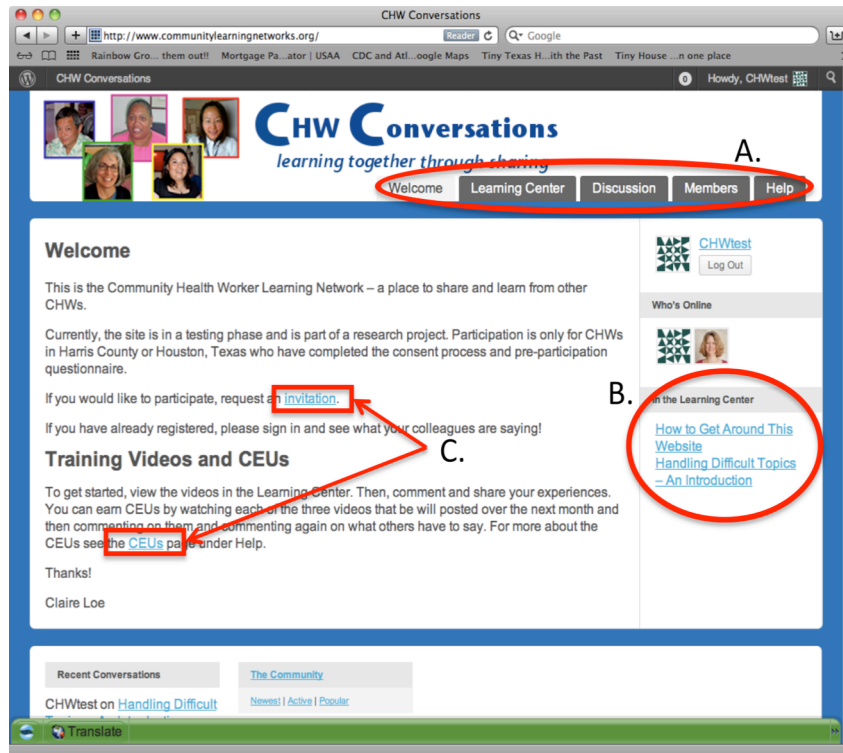 CHW Conversations
http://www.communitylearningnetworks.org/ Reader Google
Rainbow Gro... them out!! Mortgage Pa...ator | USAA CDC and Atl...oogle Maps Tiny Texas H...ith the Past Tiny House ...n one place
CHW Conversations 0 Howdy, CHWtest
CHW Conversations
learning together through sharing
A.
Welcome Learning Center Discussion Members Help
Welcome
This is the Community Health Worker Learning Network – a place to share and learn from other
CHWs.
Currently, the site is in a testing phase and is part of a research project. Participation is only for CHWs
in Harris County or Houston, Texas who have completed the consent process and pre-participation
questionnaire.
If you would like to participate, request an invitation.
If you have already registered, please sign in and see what your colleagues are saying!
C.
Training Videos and CEUs
To get started, view the videos in the Learning Center. Then, comment and share your experiences.
You can earn CEUs by watching each of the three videos that be will posted over the next month and
then commenting on them and commenting again on what others have to say. For more about the
CEUs see the CEUs page under Help.
Thanks!
Claire Loe
CHWtest
Log Out
Who's Online
B.
In the Learning Center
How to Get Around This
Website
Handling Difficult Topics
– An Introduction
Recent Conversations
CHWtest on Handling Difficult
The Community
Newest | Active | Popular
Translate